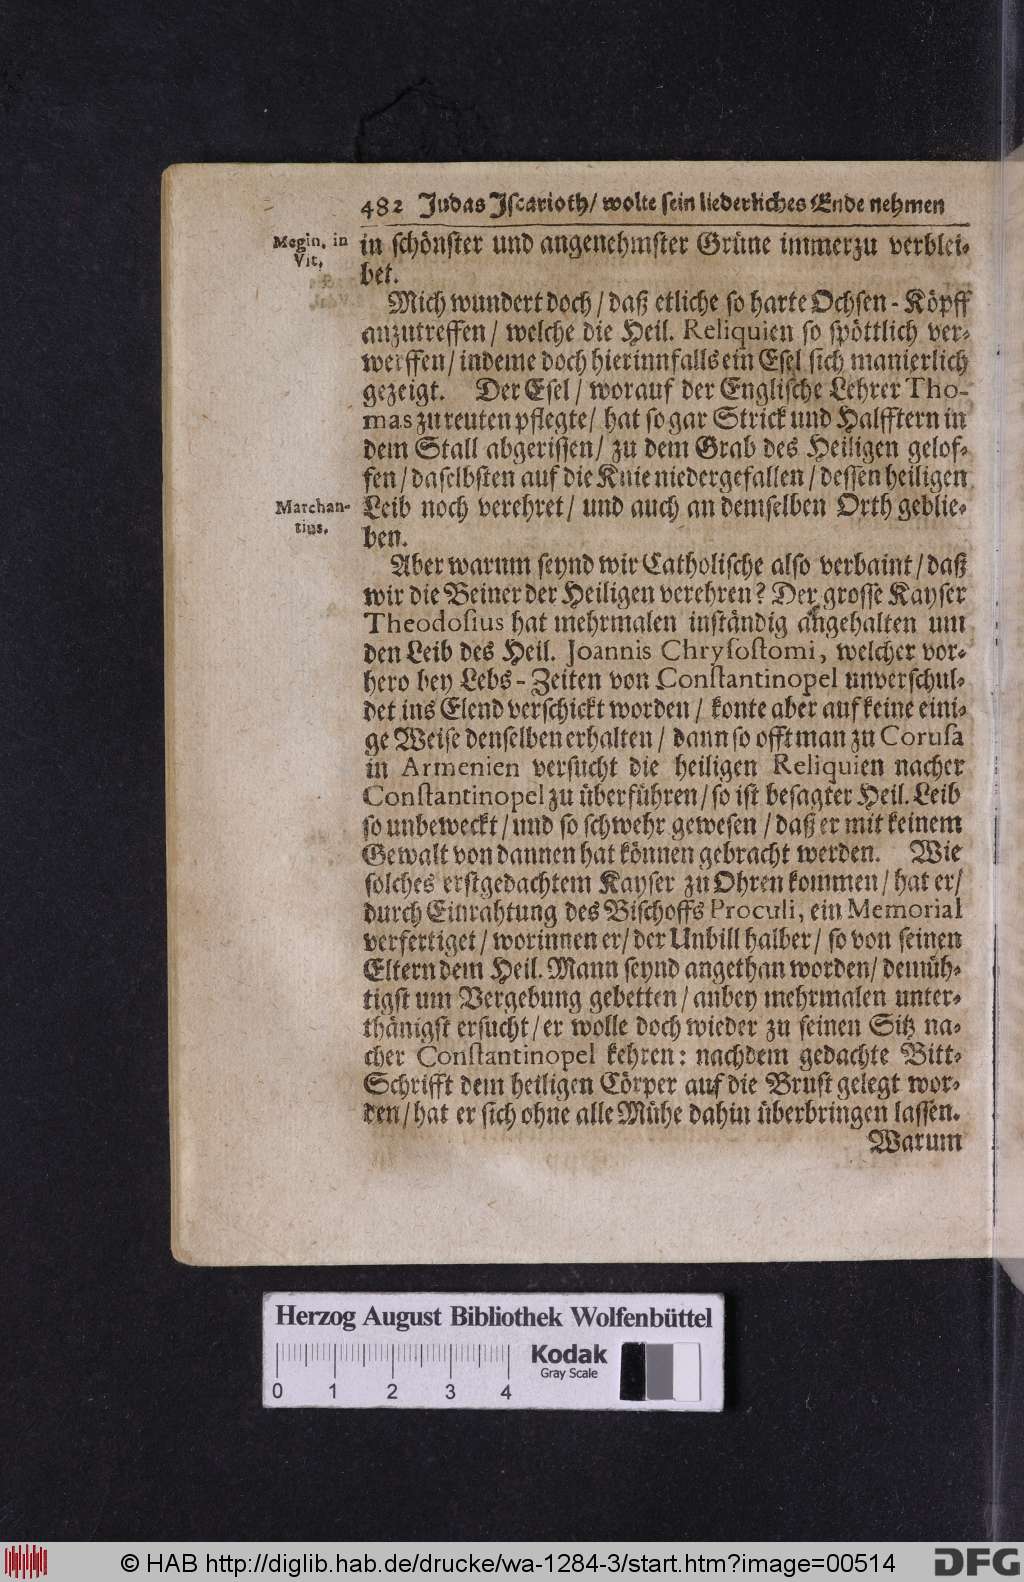 482 Judas Iscarioth/ wolte sein liederliches Ende nehmen
Megin. in
Vit.
in schönster und angenehmster Grüne immerzu verblei-
bet.
Mich wundert doch / daß etliche so harte Ochsen-Köpff
anzutreffen / welche die Heil. Reliquien so spöttlich ver-
werffen / indeme doch hierinnfalls ein Esel sich manierlich
gezeigt. Der Esel / worauf der Englische Lehrer Tho-
mas zu reuten pflegte / hat so gar Strick und Halfftern in
dem Stall abgerissen / zu dem Grab des Heiligen gelof-
fen / daselbsten auf die Knie niedergefallen / dessen heiligen
Marchan-
tius.
Leib noch verehret / und auch an demselben Orth geblie-
ben.
Aber warum seynd wir Catholische also verbaint / daß
wir die Beiner der Heiligen verehren? Der grosse Kayser
Theodosius hat mehrmalen inständig angehalten um
den Leib des Heil. Joannis Chrysostomi, welcher vor-
hero bey Lebs-Zeiten von Constantinopel unverschul-
det ins Elend verschickt worden / konte aber auf keine eini-
ge Weise denselben erhalten / dann so offt man zu Corusa
in Armenien versucht die heiligen Reliquien nacher
Constantinopel zu überführen / so ist besagter Heil. Leib
so unbeweckt / und so schwehr gewesen / daß er mit keinem
Gewalt von dannen hat können gebracht werden. Wie
solches erstgedachtem Kayser zu Ohren kommen / hat er /
durch Einrahtung des Bischoffs Proculi, ein Memorial
verfertiget / worinnen er / der Unbill halber / so von seinen
Eltern dem Heil. Mann seynd angethan worden / demüh-
tigst um Vergebung gebetten / anbey mehrmalen unter-
thänigst ersucht / er wolle doch wieder zu seinen Sitz na-
cher Constantinopel kehren: nachdem gedachte Bitt-
Schrifft dem heiligen Cörper auf die Brust gelegt wor-
den / hat er sich ohne alle Mühe dahin überbringen lassen.
Warum
Herzog August Bibliothek Wolfenbüttel
Kodak
Gray Scale
0 1 2 3 4
© HAB http://diglib.hab.de/drucke/wa-1284-3/start.htm?image=00514
DFG